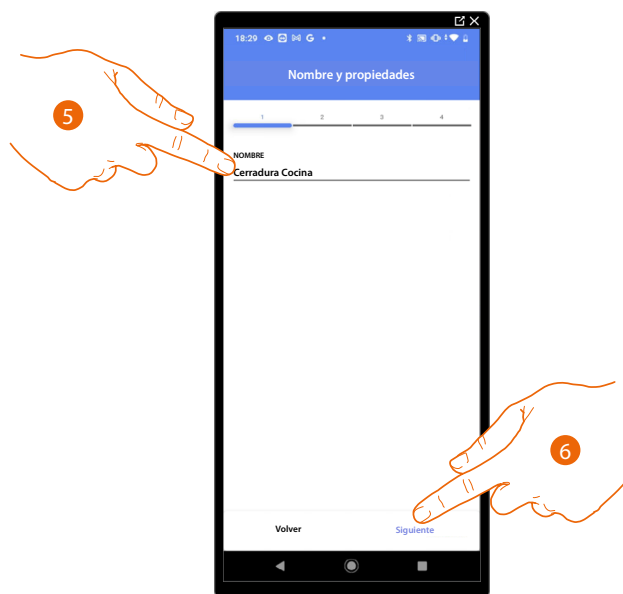 18:29
Nombre y propiedades
1 2 3 4
NOMBRE
Cerradura Cocina
5
6
Volver Siguiente